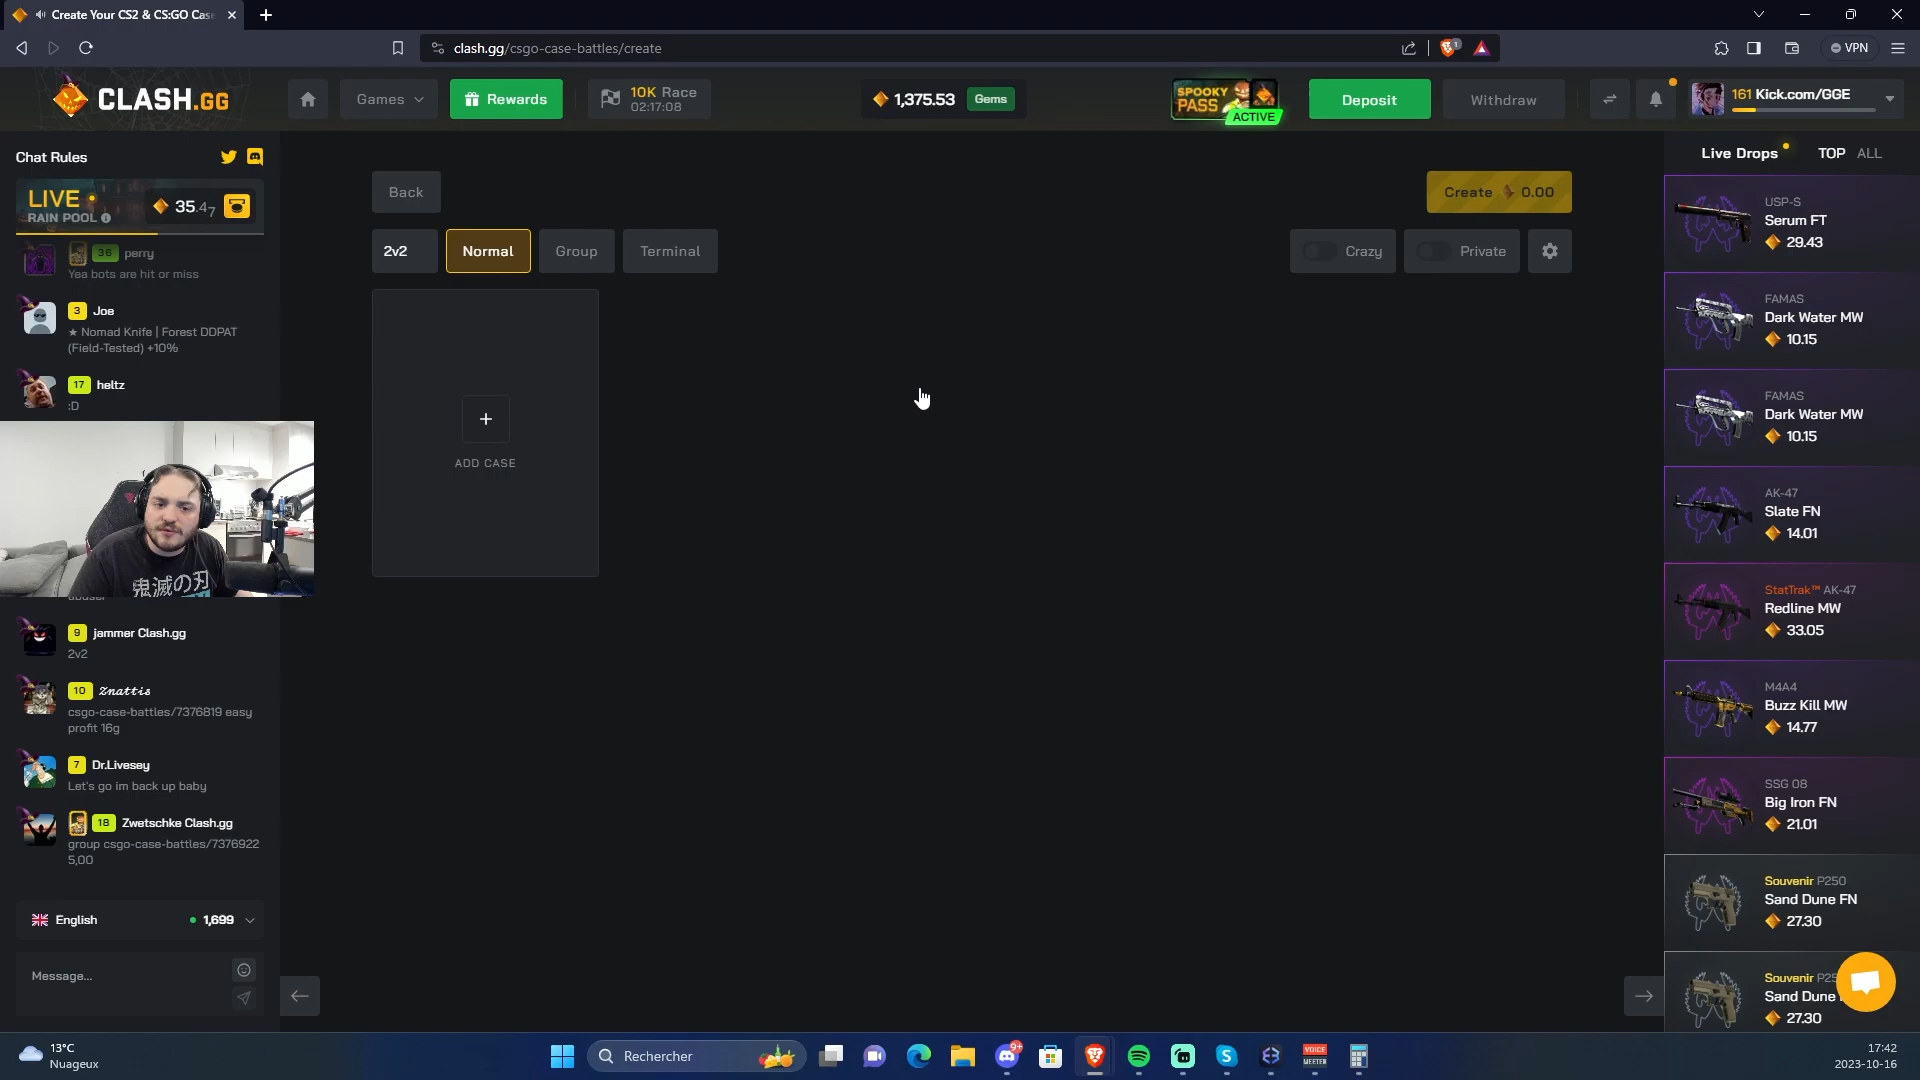 Create Your CS2 & CS:GO Cas
clash.gg/csgo-case-battles/create
1
VPN
CLASH.GG
Games
Rewards
10K Race
02:17:08
1,375.53 Gems
SPOOKY PASS
ACTIVE
Deposit
Withdraw
161 Kick.com/GGE
Chat Rules
LIVE
RAIN POOL
35.47
36 perry
Yea bots are hit or miss
3 Joe
★ Nomad Knife | Forest DDPAT
(Field-Tested) +10%
17 heltz
:D
鬼滅の刃
9 jammer Clash.gg
2v2
10 Znattis
csgo-case-battles/7376819 easy
profit 16g
7 Dr.Livesey
Let's go im back up baby
18 Zwetschke Clash.gg
group csgo-case-battles/7376922
5,00
English
1,699
Message...
Back
Create 0.00
2v2
Normal
Group
Terminal
Crazy
Private
+
ADD CASE
Live Drops
TOP
ALL
USP-S
Serum FT
29.43
FAMAS
Dark Water MW
10.15
FAMAS
Dark Water MW
10.15
AK-47
Slate FN
14.01
StatTrak™ AK-47
Redline MW
33.05
M4A4
Buzz Kill MW
14.77
SSG 08
Big Iron FN
21.01
Souvenir P250
Sand Dune FN
27.30
Souvenir P25
Sand Dune
27.30
13°C
Nuageux
Rechercher
9+
VOICE
MEETER
17:42
2023-10-16